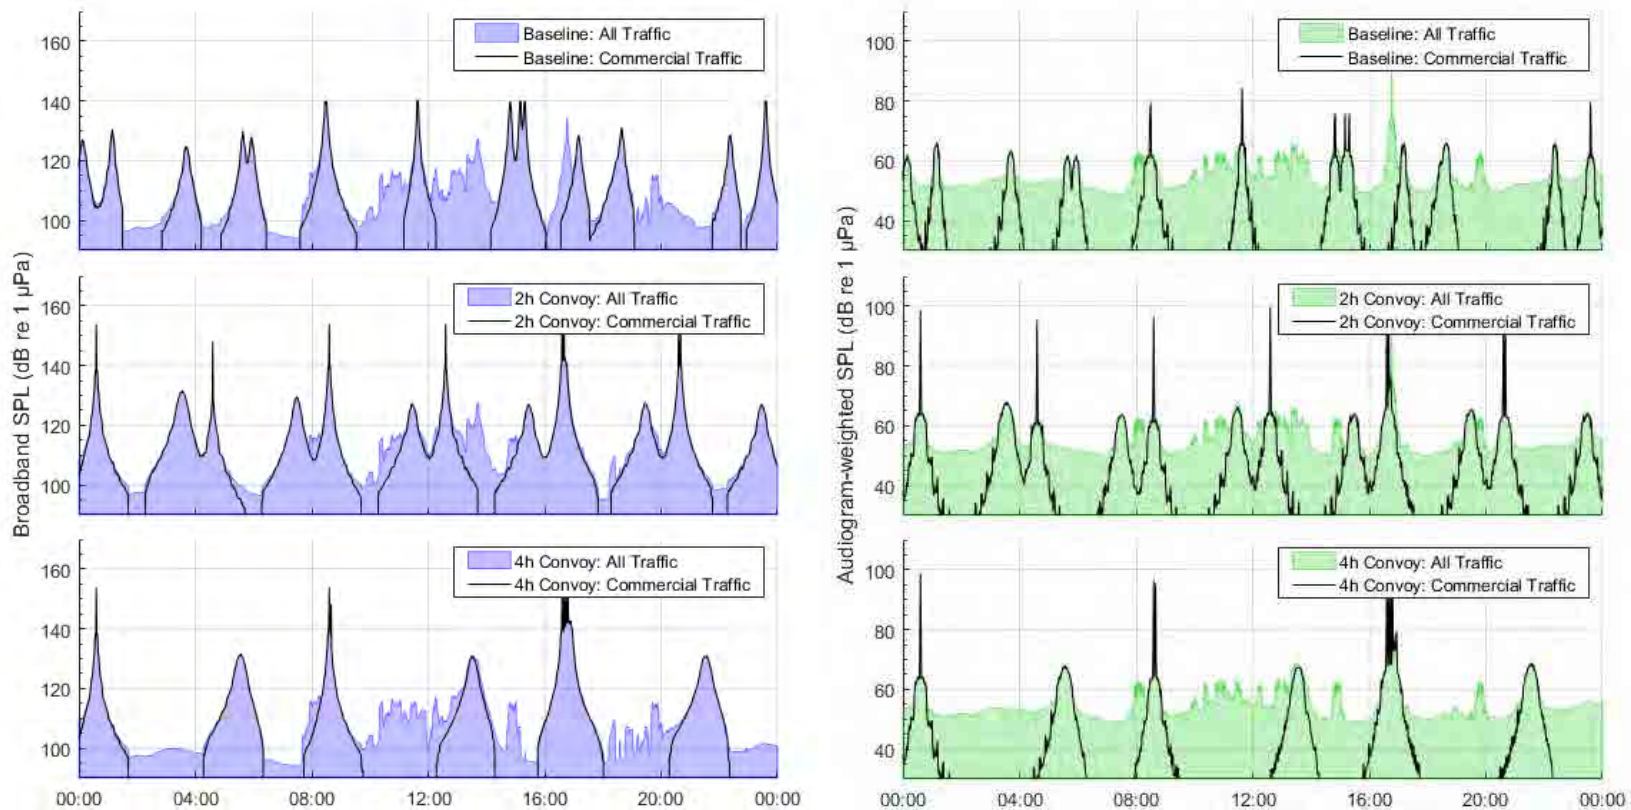 Broadband SPL (dB re 1 µPa)
160
140
120
100
Baseline: All Traffic
Baseline: Commercial Traffic
160
140
120
100
2h Convoy: All Traffic
2h Convoy: Commercial Traffic
160
140
120
100
4h Convoy: All Traffic
4h Convoy: Commercial Traffic
00:00 04:00 08:00 12:00 16:00 20:00 00:00
Audiogram-weighted SPL (dB re 1 µPa)
100
80
60
40
Baseline: All Traffic
Baseline: Commercial Traffic
100
80
60
40
2h Convoy: All Traffic
2h Convoy: Commercial Traffic
100
80
60
40
4h Convoy: All Traffic
4h Convoy: Commercial Traffic
00:00 04:00 08:00 12:00 16:00 20:00 00:00